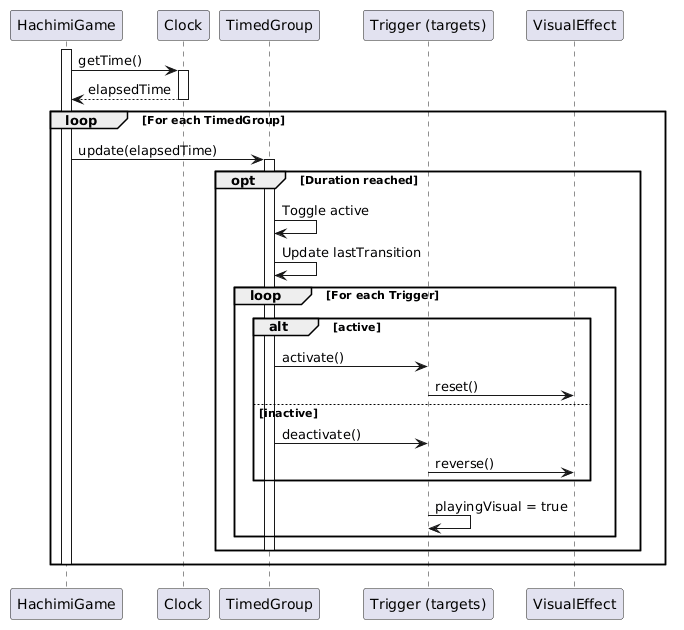 HachimiGame Clock TimedGroup Trigger (targets) VisualEffect
getTime()
elapsedTime
loop [For each TimedGroup]
update(elapsedTime)
opt [Duration reached]
Toggle active
Update lastTransition
loop [For each Trigger]
alt [active]
activate()
reset()
[inactive]
deactivate()
reverse()
playingVisual = true
HachimiGame Clock TimedGroup Trigger (targets) VisualEffect